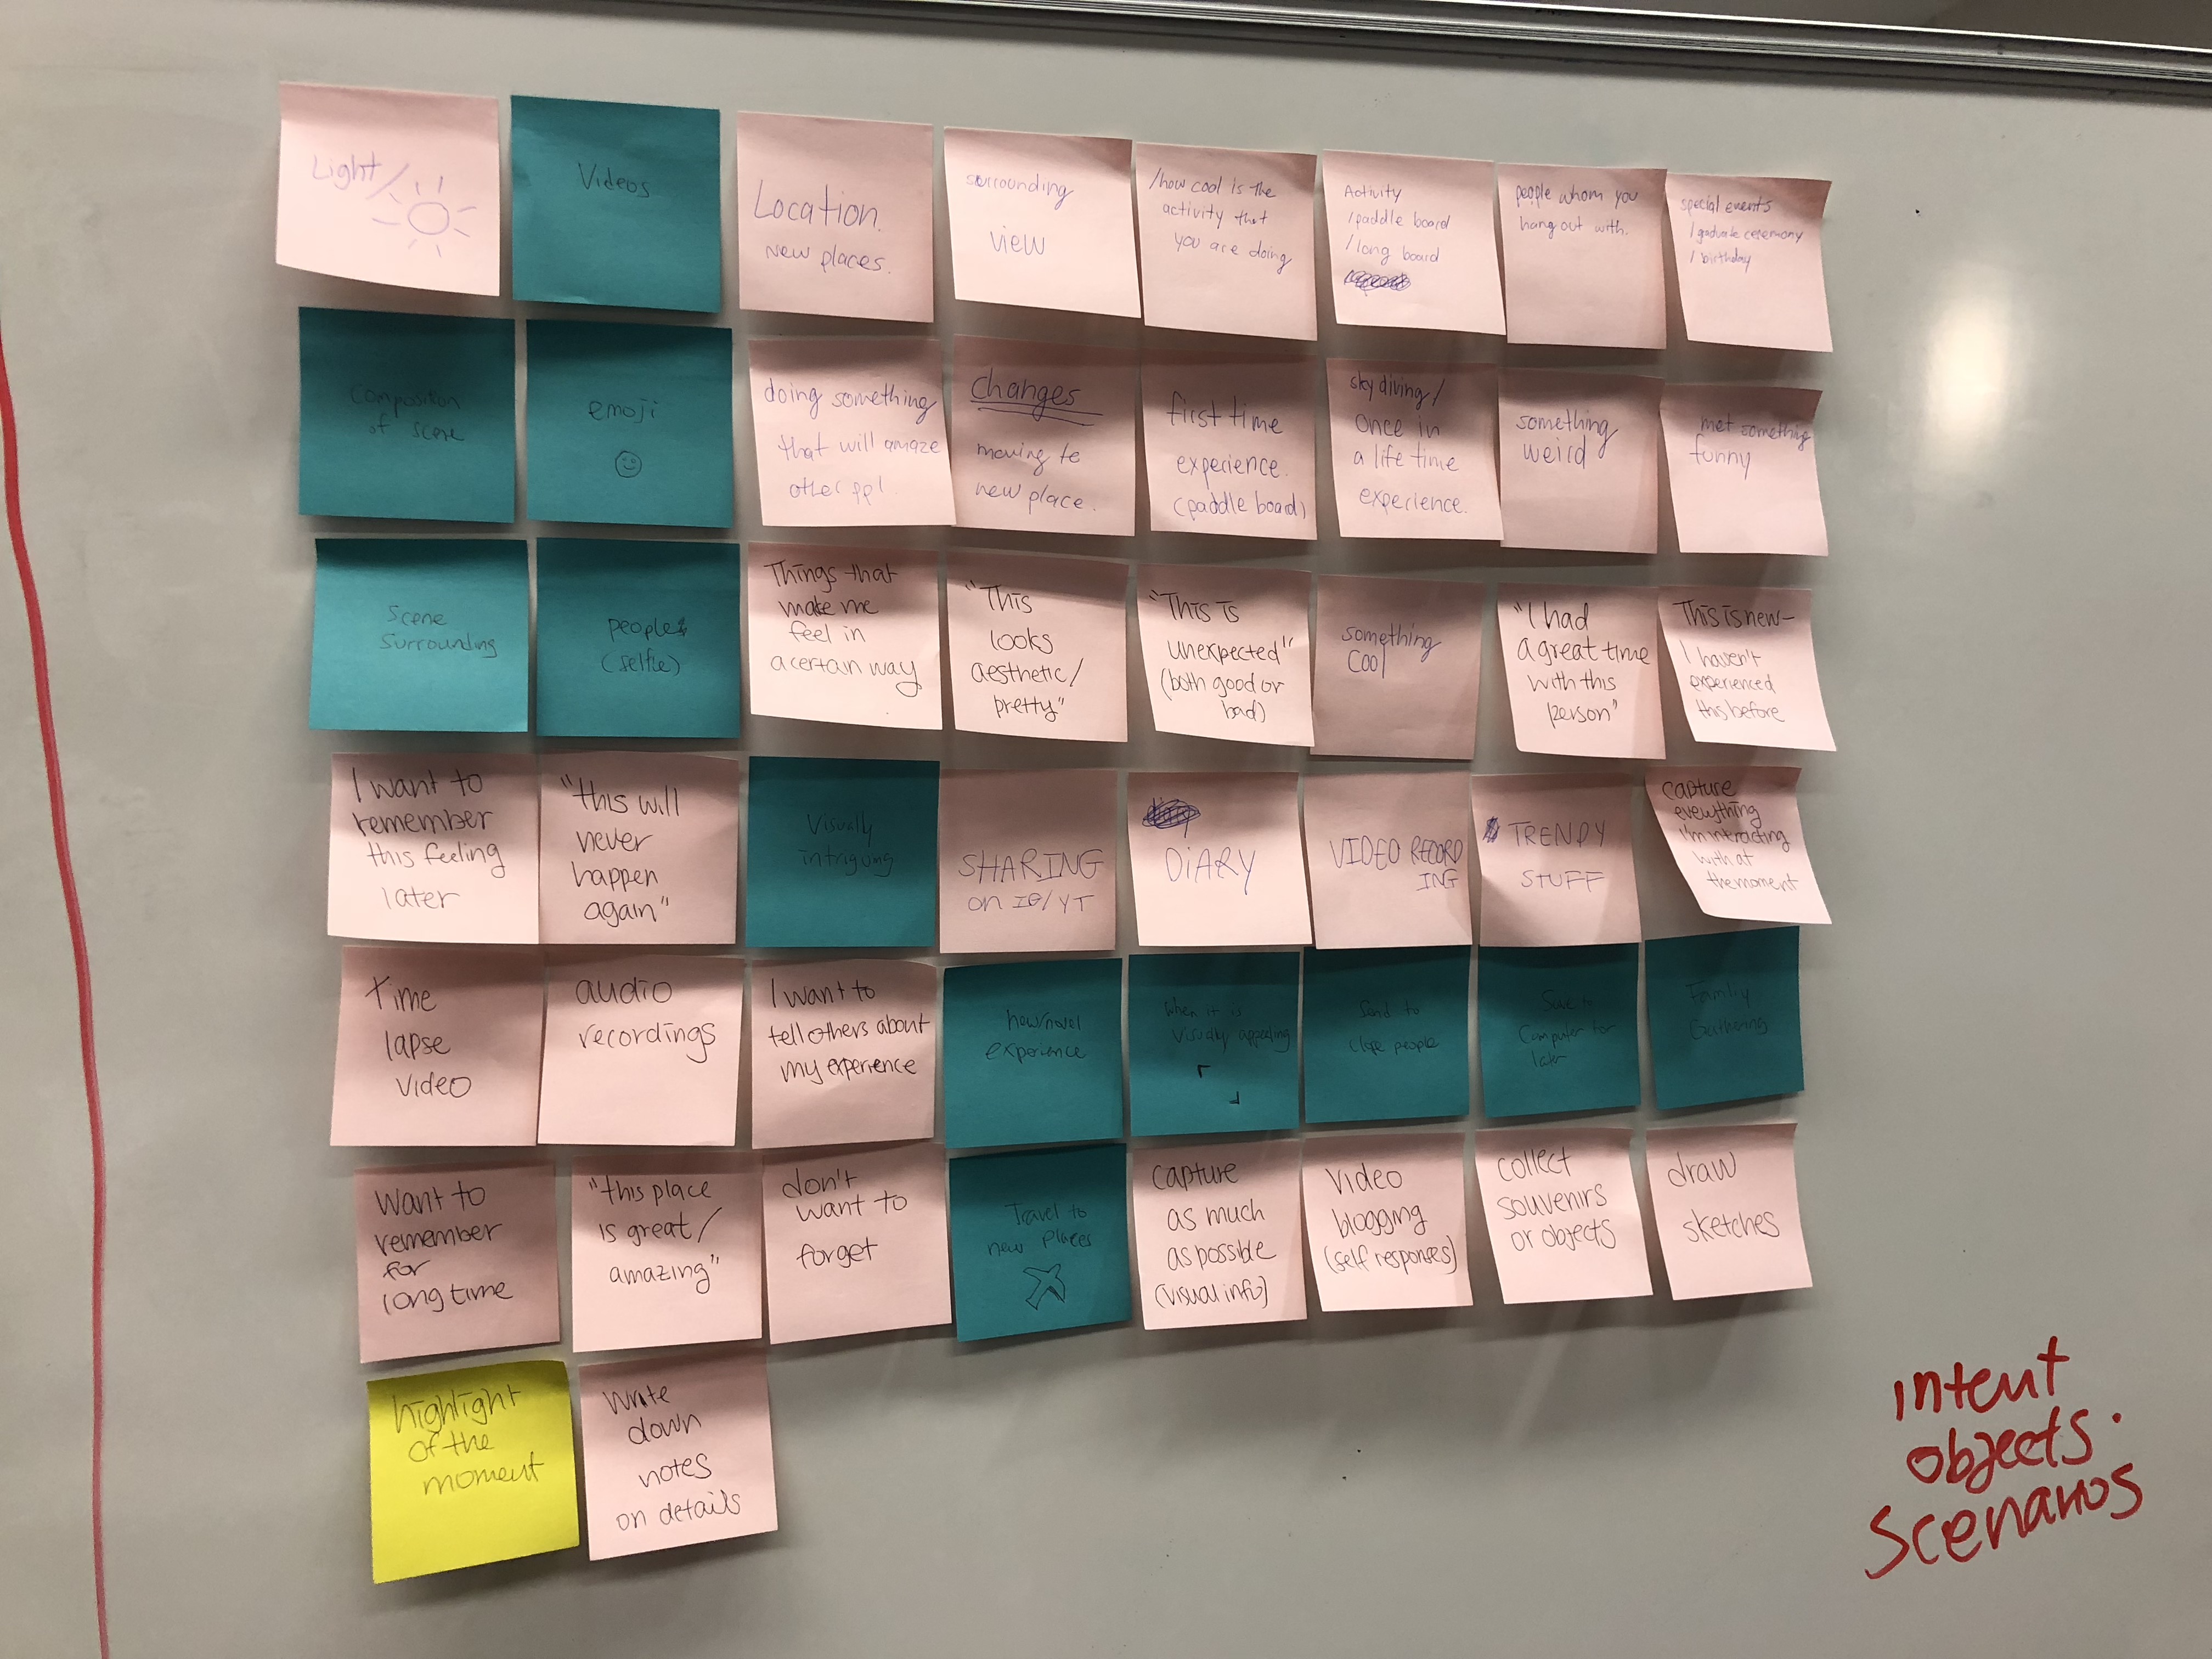 Light/
Videos
Location.
New places.
surrounding
view
/how cool is the
activity that
you are doing
Activity
/paddle board
/long board
people whom you
hang out with.
special events
/graduate ceremony
/birthday
Composition
of scene
emoji
doing something
that will amaze
other ppl.
changes
moving to
new place.
first time
experience.
(paddle board)
sky diving/
once in
a life time
experience.
something
weird
met something
funny
Scene
Surrounding
people
(selfie)
Things that
make me
feel in
a certain way
"This
looks
aesthetic/
pretty"
"This is
unexpected"
(both good or
bad)
something
cool
"I had
a great time
with this
person"
This is new-
I haven't
experienced
this before
I want to
remember
this feeling
later
"this will
never
happen
again"
Visually
intriguing
SHARING
on IG/YT
DIARY
VIDEO RECORD
ING
TRENDY
STUFF
capture
everything
I'm intracting
with at
the moment
time
lapse
video
audio
recordings
I want to
tell others about
my experience
new/novel
experience
When it is
Visually appealing
Send to
close people
Save to
Computer for
later
Family
Gathering
want to
remember
for
long time
"this place
is great/
amazing"
don't
want to
forget
Travel to
new places
capture
as much
as possible
(visual info)
video
blogging
(self responses)
collect
souvenirs
or objects
draw
sketches
highlight
of the
moment
write
down
notes
on details
intent
objects.
scenarios